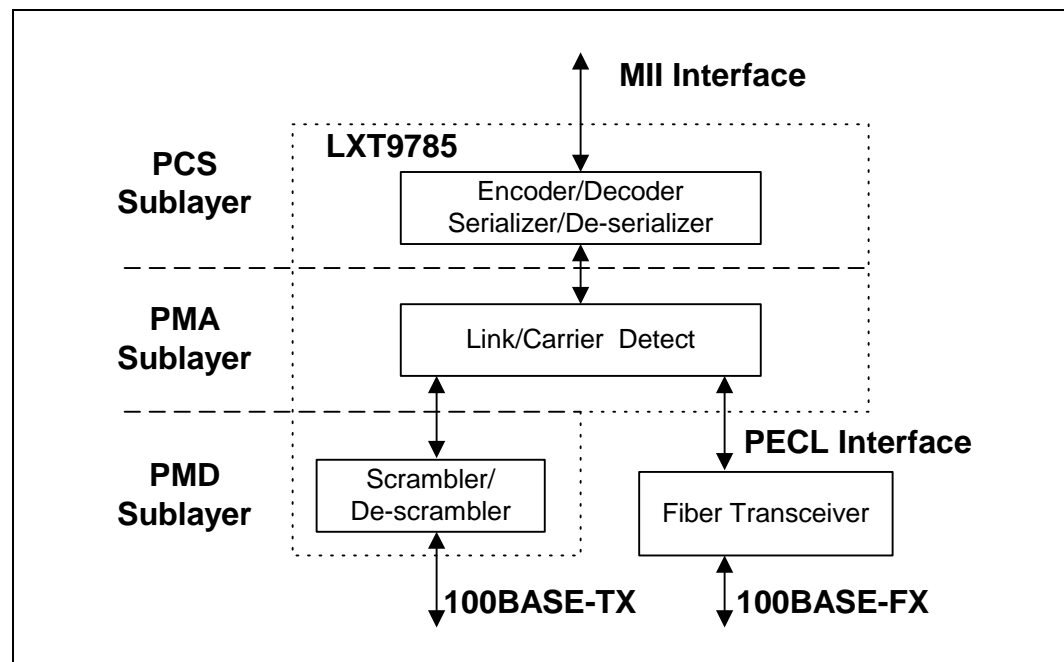 MII Interface
LXT9785
PCS
Sublayer
Encoder/Decoder
Serializer/De-serializer
PMA
Sublayer
Link/Carrier Detect
PECL Interface
PMD
Sublayer
Scrambler/
De-scrambler
Fiber Transceiver
100BASE-TX
100BASE-FX